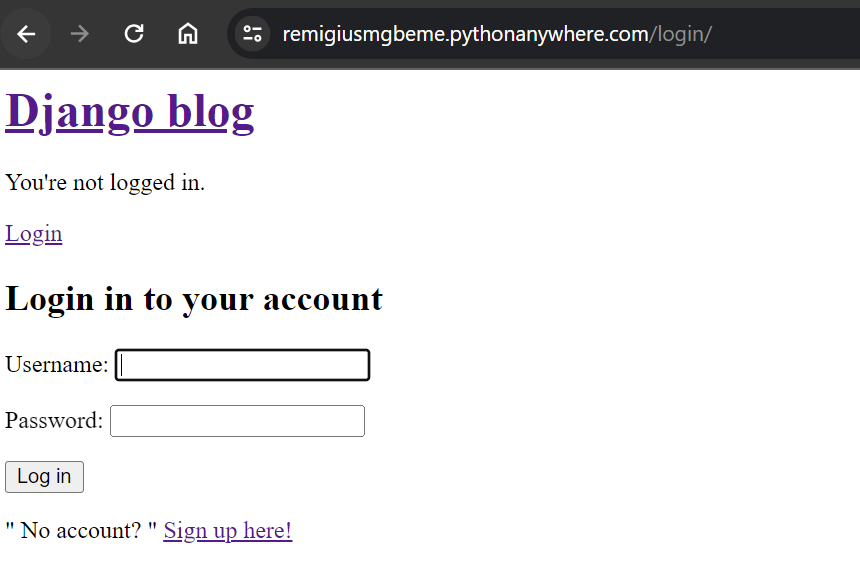 remigiusmgbeme.pythonanywhere.com/login/
Django blog
You're not logged in.
Login
Login in to your account
Username:
Password:
Log in
" No account? " Sign up here!